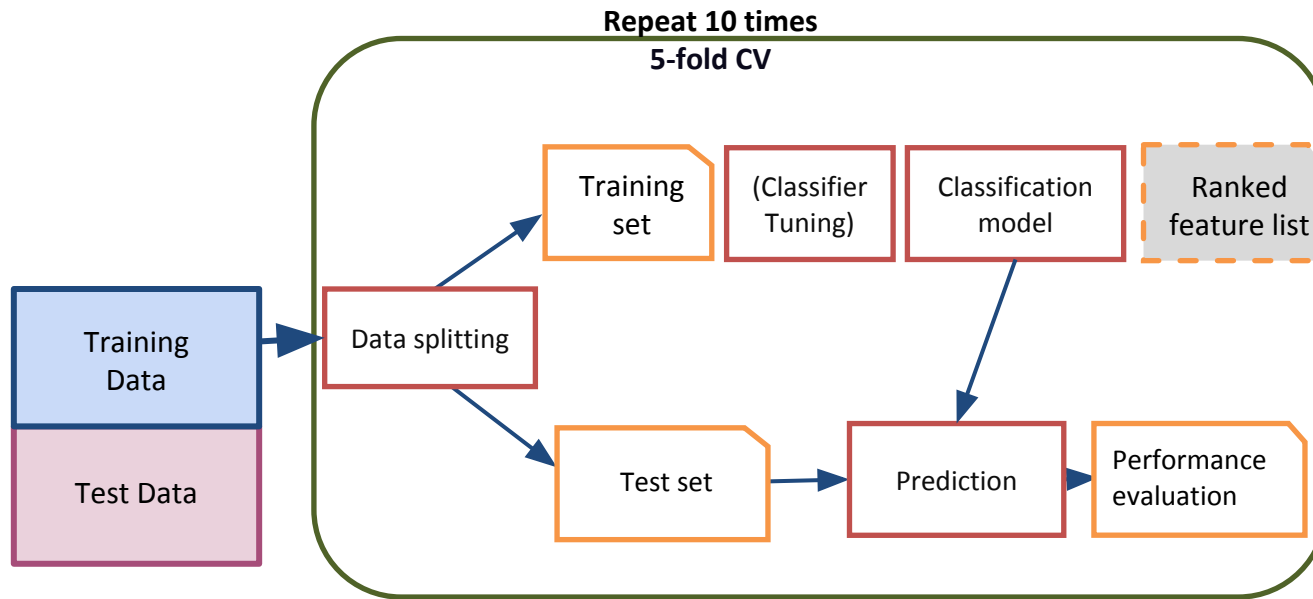 Repeat 10 times
5-fold CV
Training
set
(Classifier
Tuning)
Classification
model
Ranked
feature list
Training
Data
Data splitting
Test Data
Test set
Prediction
Performance
evaluation